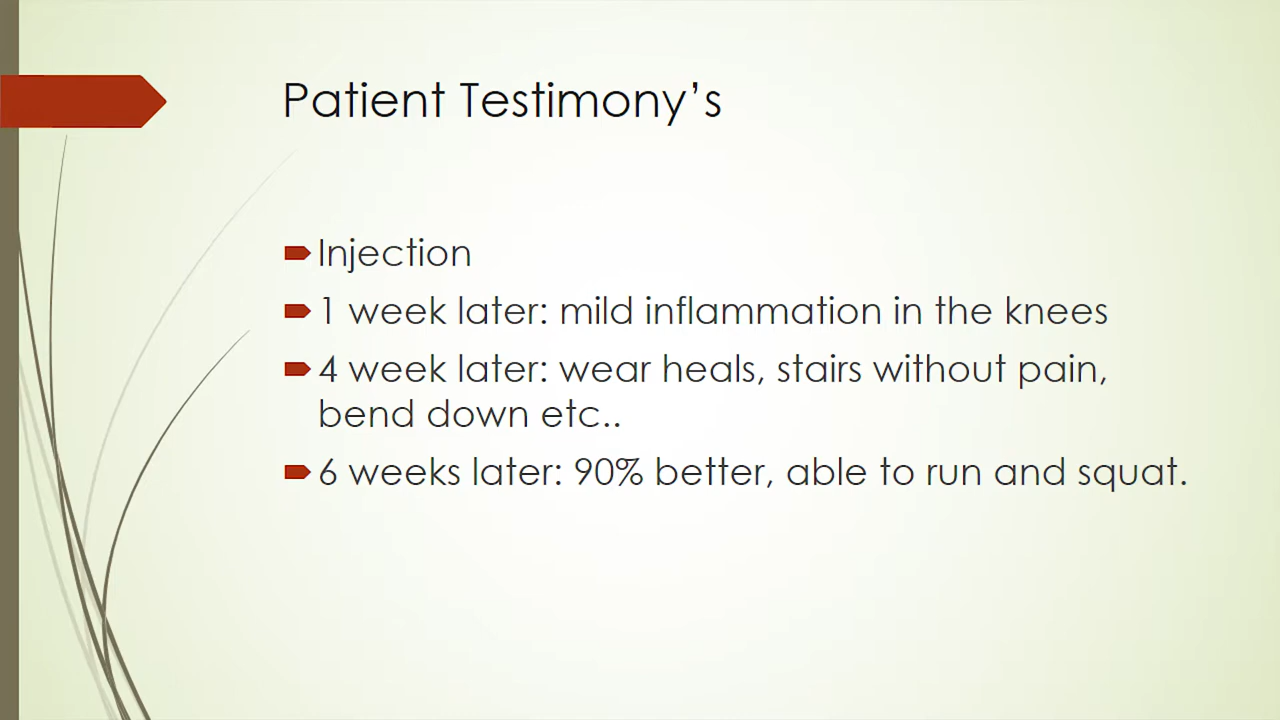 Patient Testimony’s
Injection
1 week later: mild inflammation in the knees
4 week later: wear heals, stairs without pain,
bend down etc..
6 weeks later: 90% better, able to run and squat.